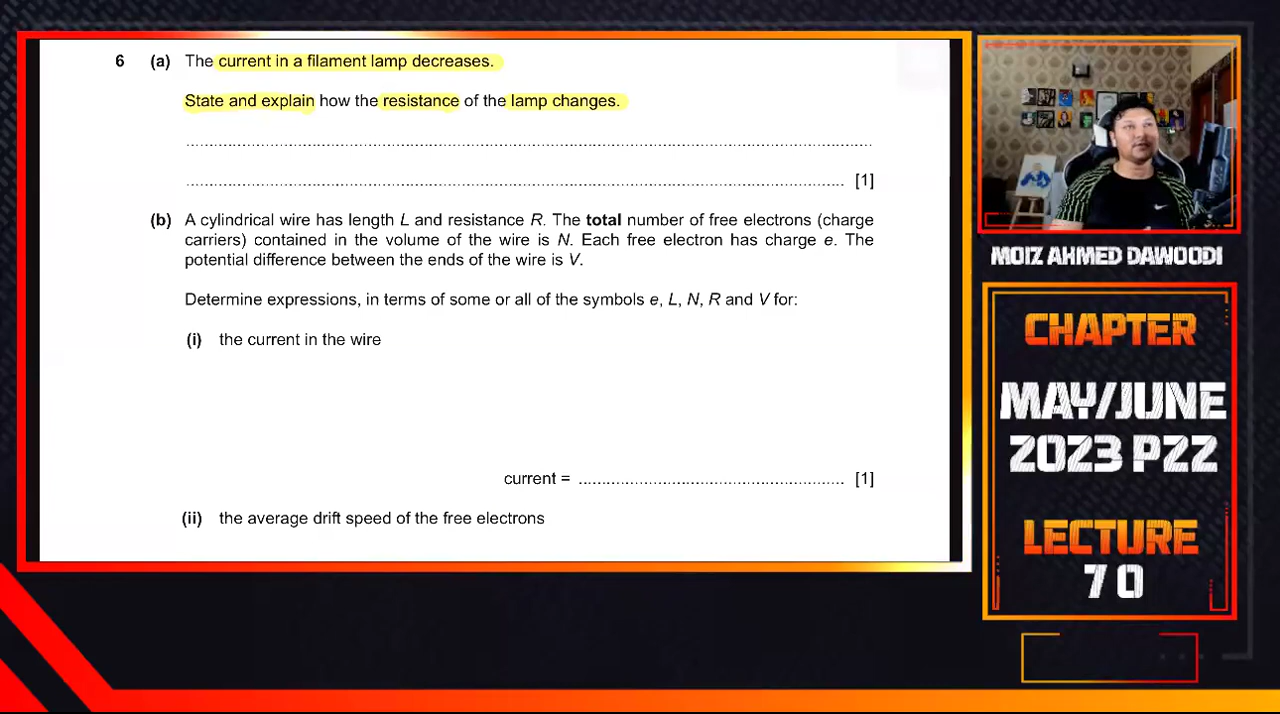 6 (a) The current in a filament lamp decreases.
State and explain how the resistance of the lamp changes.
[1]
(b) A cylindrical wire has length L and resistance R. The total number of free electrons (charge
carriers) contained in the volume of the wire is N. Each free electron has charge e. The
potential difference between the ends of the wire is V.
Determine expressions, in terms of some or all of the symbols e, L, N, R and V for:
(i) the current in the wire
current = [1]
(ii) the average drift speed of the free electrons
MOIZ AHMED DAWOODI
CHAPTER
MAY/JUNE
2023 P22
LECTURE
70